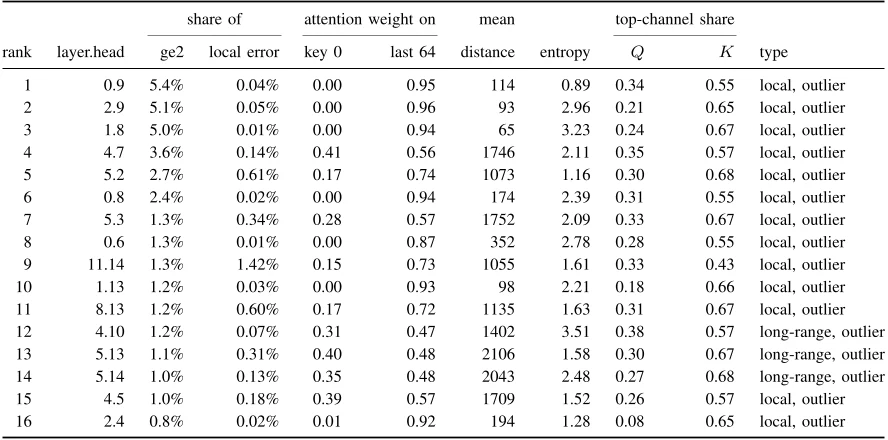 share of attention weight on mean top-channel share
rank layer.head ge2 local error key 0 last 64 distance entropy Q K type
1 0.9 5.4% 0.04% 0.00 0.95 114 0.89 0.34 0.55 local, outlier
2 2.9 5.1% 0.05% 0.00 0.96 93 2.96 0.21 0.65 local, outlier
3 1.8 5.0% 0.01% 0.00 0.94 65 3.23 0.24 0.67 local, outlier
4 4.7 3.6% 0.14% 0.41 0.56 1746 2.11 0.35 0.57 local, outlier
5 5.2 2.7% 0.61% 0.17 0.74 1073 1.16 0.30 0.68 local, outlier
6 0.8 2.4% 0.02% 0.00 0.94 174 2.39 0.31 0.55 local, outlier
7 5.3 1.3% 0.34% 0.28 0.57 1752 2.09 0.33 0.67 local, outlier
8 0.6 1.3% 0.01% 0.00 0.87 352 2.78 0.28 0.55 local, outlier
9 11.14 1.3% 1.42% 0.15 0.73 1055 1.61 0.33 0.43 local, outlier
10 1.13 1.2% 0.03% 0.00 0.93 98 2.21 0.18 0.66 local, outlier
11 8.13 1.2% 0.60% 0.17 0.72 1135 1.63 0.31 0.67 local, outlier
12 4.10 1.2% 0.07% 0.31 0.47 1402 3.51 0.38 0.57 long-range, outlier
13 5.13 1.1% 0.31% 0.40 0.48 2106 1.58 0.30 0.67 long-range, outlier
14 5.14 1.0% 0.13% 0.35 0.48 2043 2.48 0.27 0.68 long-range, outlier
15 4.5 1.0% 0.18% 0.39 0.57 1709 1.52 0.26 0.57 local, outlier
16 2.4 0.8% 0.02% 0.01 0.92 194 1.28 0.08 0.65 local, outlier